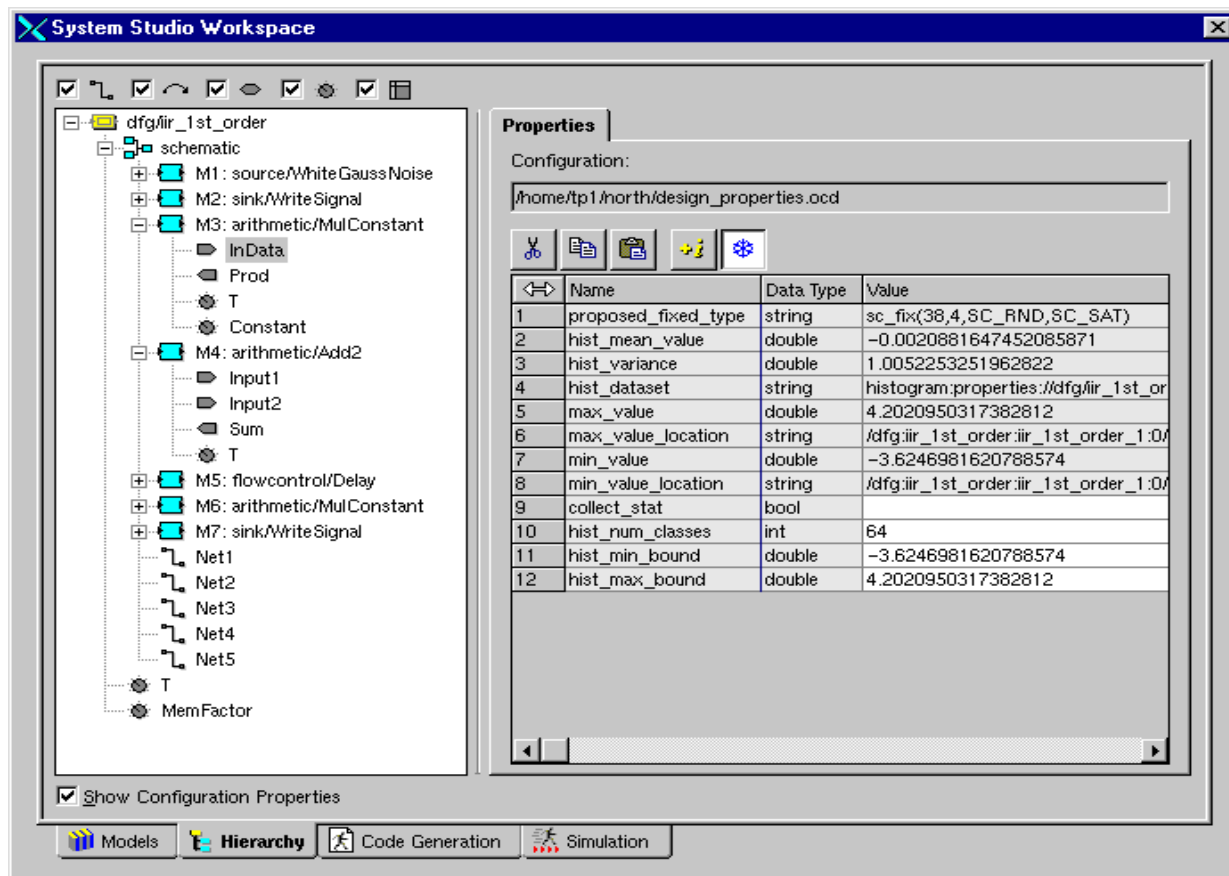 System Studio Workspace
dfg/iir_1st_order
schematic
M1: source/WhiteGaussNoise
M2: sink/WriteSignal
M3: arithmetic/MulConstant
InData
Prod
T
Constant
M4: arithmetic/Add2
Input1
Input2
Sum
T
M5: flowcontrol/Delay
M6: arithmetic/MulConstant
M7: sink/WriteSignal
Net1
Net2
Net3
Net4
Net5
T
MemFactor
Properties
Configuration:
/home/tp1/north/design_properties.ocd
Name Data Type Value
1 proposed_fixed_type string sc_fix(38,4,SC_RND,SC_SAT)
2 hist_mean_value double -0.0020881647452085871
3 hist_variance double 1.0052253251962822
4 hist_dataset string histogram:properties://dfg/iir_1st_or
5 max_value double 4.2020950317382812
6 max_value_location string /dfg:iir_1st_order:iir_1st_order_1:0/
7 min_value double -3.6246981620788574
8 min_value_location string /dfg:iir_1st_order:iir_1st_order_1:0/
9 collect_stat bool
10 hist_num_classes int 64
11 hist_min_bound double -3.6246981620788574
12 hist_max_bound double 4.2020950317382812
Show Configuration Properties
Models Hierarchy Code Generation Simulation